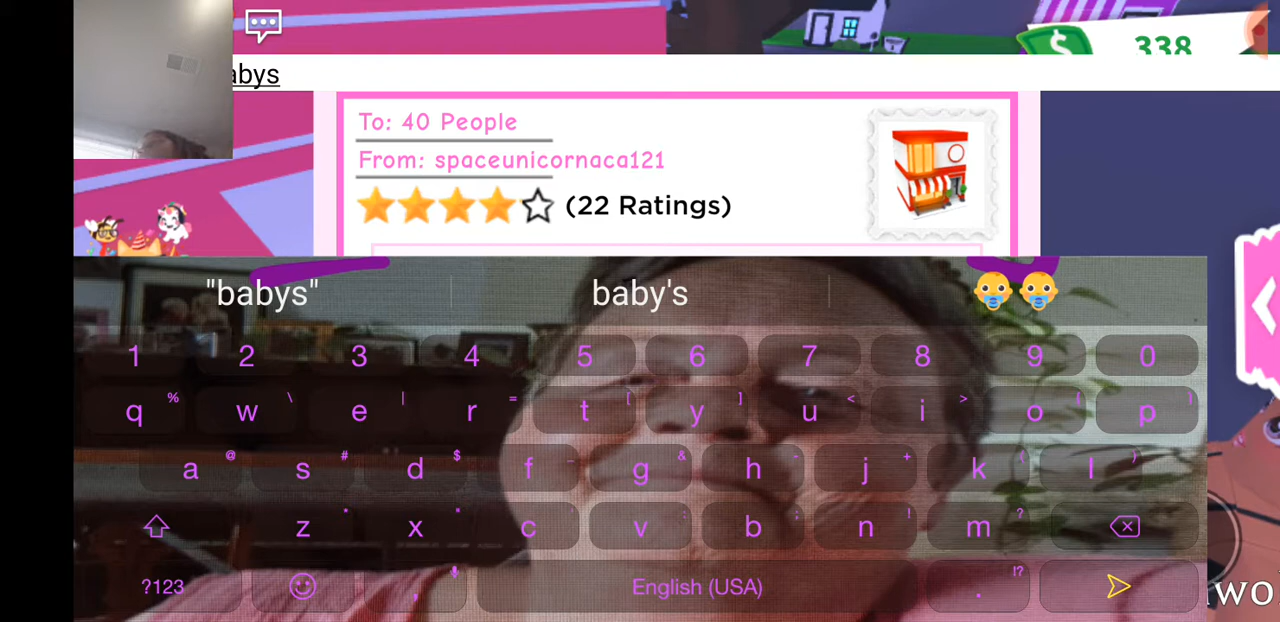 338
abys
To: 40 People
From: spaceunicornaca121
(22 Ratings)
"babys" baby's
1 2 3 4 5 6 7 8 9 0
q % w \ e | r = t [ y ] u < i > o { p }
a @ s # d $ f _ g & h - j + k ( l )
z x c v : b ; n ! m ?
?123 , English (USA) . !?
wo